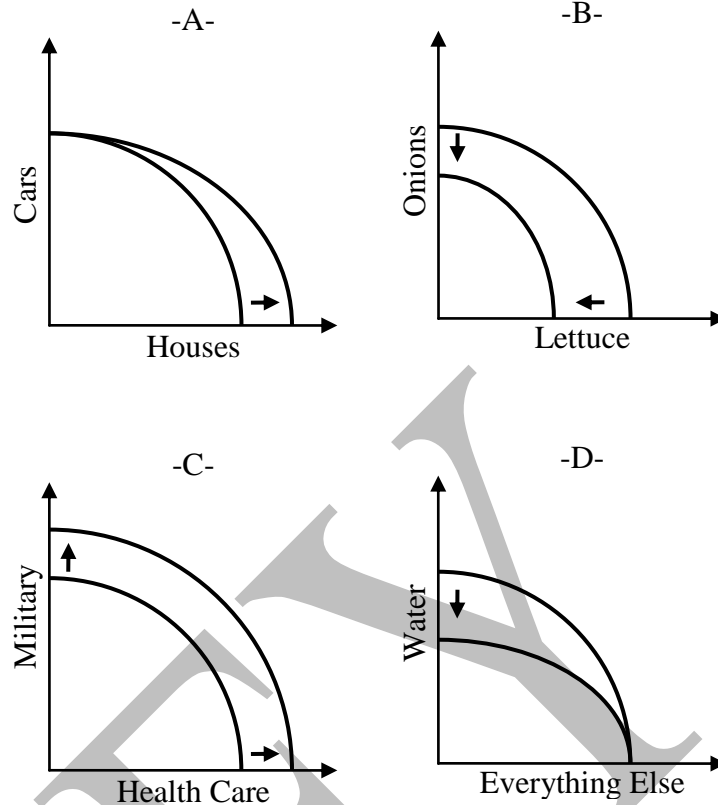 -A-
Cars
Houses
-B-
Onions
Lettuce
-C-
Military
Health Care
-D-
Water
Everything Else